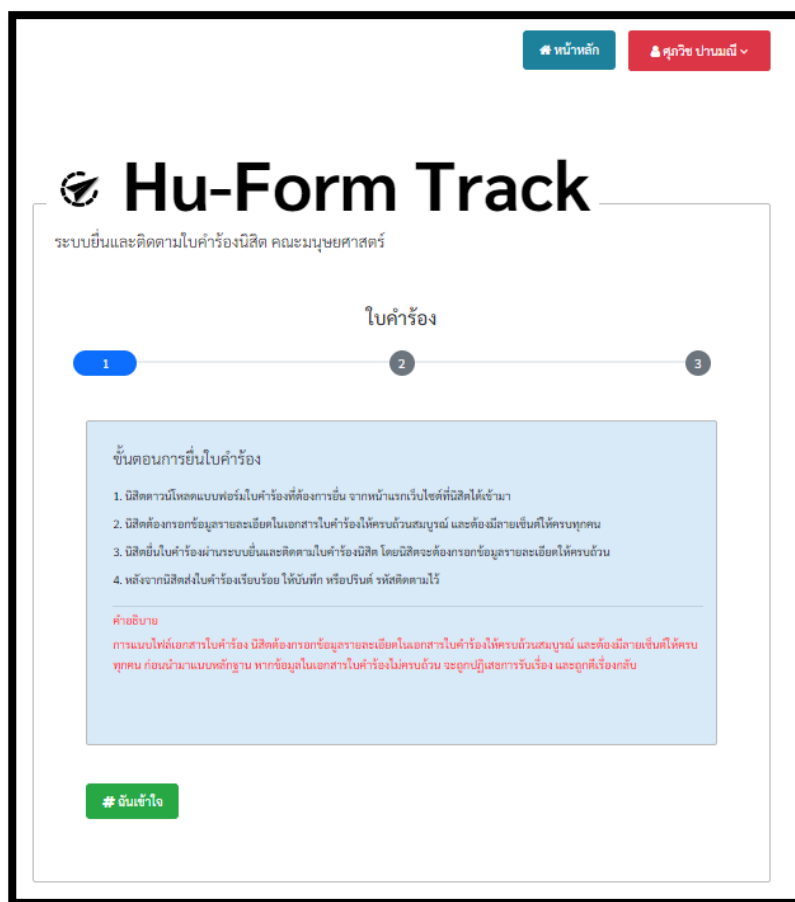 หน้าหลัก
ศุภวิช ปานมณี
Hu-Form Track
ระบบยื่นและติดตามใบคำร้องนิสิต คณะมนุษยศาสตร์
ใบคำร้อง
1 2 3
ขั้นตอนการยื่นใบคำร้อง
1. นิสิตดาวน์โหลดแบบฟอร์มใบคำร้องที่ต้องการยื่น จากหน้าแรกเว็บไซต์ที่นิสิตได้เข้ามา
2. นิสิตต้องกรอกข้อมูลรายละเอียดในเอกสารใบคำร้องให้ครบถ้วนสมบูรณ์ และต้องมีลายเซ็นต์ให้ครบทุกคน
3. นิสิตยื่นใบคำร้องผ่านระบบยื่นและติดตามใบคำร้องนิสิต โดยนิสิตจะต้องกรอกข้อมูลรายละเอียดให้ครบถ้วน
4. หลังจากนิสิตส่งใบคำร้องเรียบร้อย ให้บันทึก หรือปรินต์ รหัสติดตามไว้
คำอธิบาย
การแนบไฟล์เอกสารใบคำร้อง นิสิตต้องกรอกข้อมูลรายละเอียดในเอกสารใบคำร้องให้ครบถ้วนสมบูรณ์ และต้องมีลายเซ็นต์ให้ครบ
ทุกคน ก่อนนำมาแนบหลักฐาน หากข้อมูลในเอกสารใบคำร้องไม่ครบถ้วน จะถูกปฏิเสธการรับเรื่อง และถูกตีเรื่องกลับ
# ฉันเข้าใจ